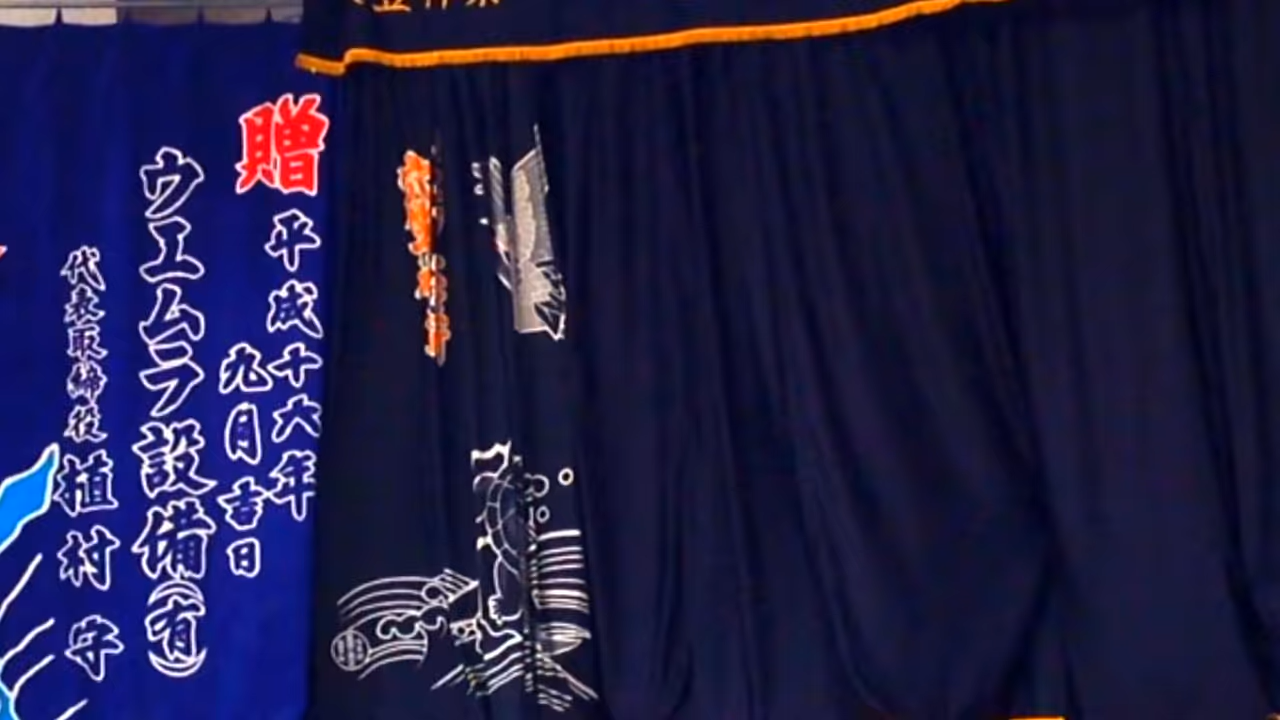 贈
平成十六年
九月吉日
ウエムラ設備(有)
代表取締役 植村守